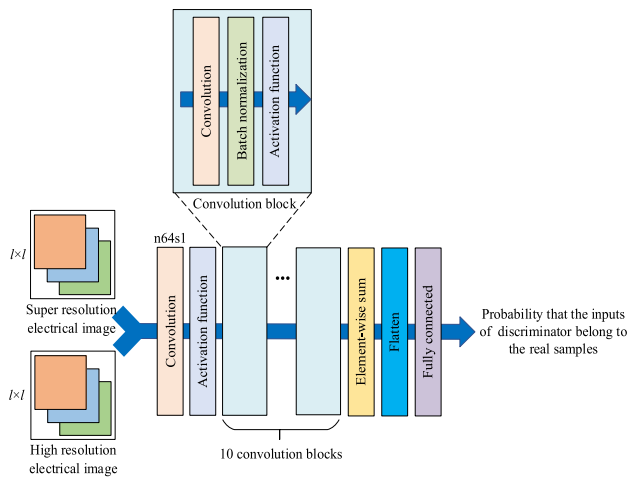 Convolution
Batch normalization
Activation function
Convolution block
n64s1
l×l
Super resolution
electrical image
l×l
High resolution
electrical image
Convolution
Activation function
...
Element-wise sum
Flatten
Fully connected
Probability that the inputs
of discriminator belong to
the real samples
10 convolution blocks